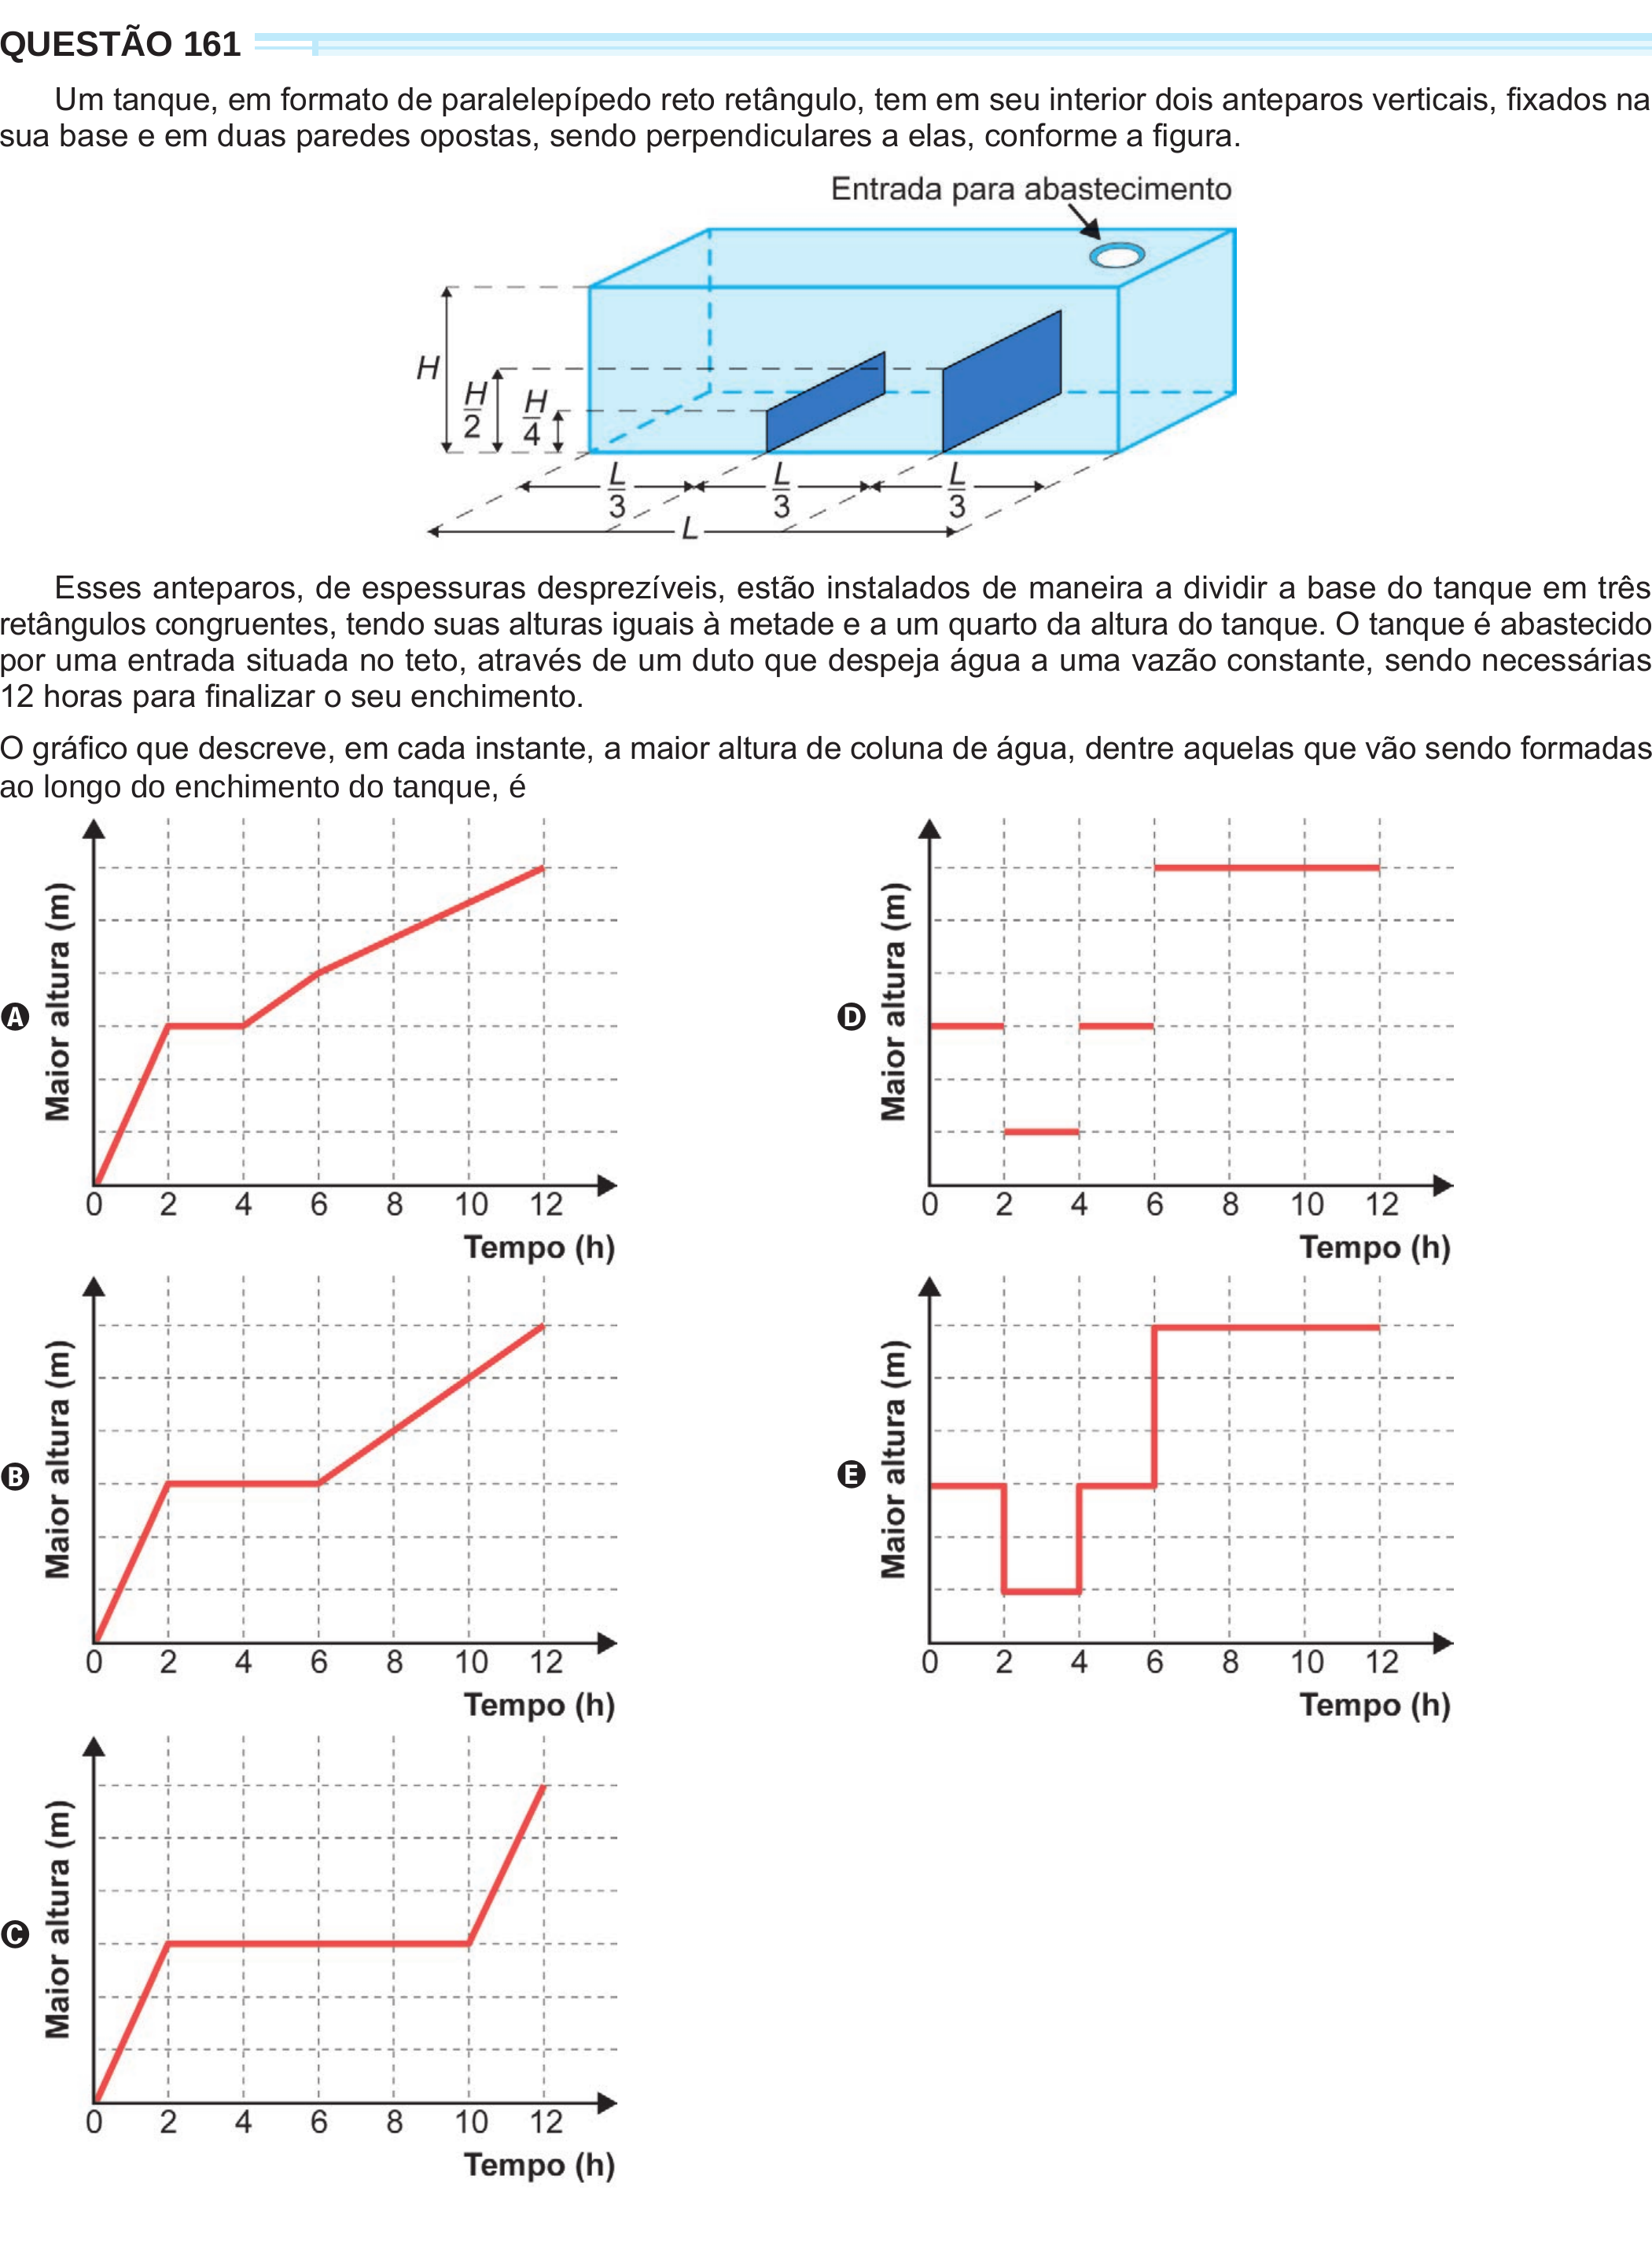 QUESTÃO 161
Um tanque, em formato de paralelepípedo reto retângulo, tem em seu interior dois anteparos verticais, fixados na
sua base e em duas paredes opostas, sendo perpendiculares a elas, conforme a figura.
Entrada para abastecimento
H
H/2
H/4
L/3
L/3
L/3
L
Esses anteparos, de espessuras desprezíveis, estão instalados de maneira a dividir a base do tanque em três
retângulos congruentes, tendo suas alturas iguais à metade e a um quarto da altura do tanque. O tanque é abastecido
por uma entrada situada no teto, através de um duto que despeja água a uma vazão constante, sendo necessárias
12 horas para finalizar o seu enchimento.
O gráfico que descreve, em cada instante, a maior altura de coluna de água, dentre aquelas que vão sendo formadas
ao longo do enchimento do tanque, é
A
Maior altura (m)
0 2 4 6 8 10 12
Tempo (h)
B
Maior altura (m)
0 2 4 6 8 10 12
Tempo (h)
C
Maior altura (m)
0 2 4 6 8 10 12
Tempo (h)
D
Maior altura (m)
0 2 4 6 8 10 12
Tempo (h)
E
Maior altura (m)
0 2 4 6 8 10 12
Tempo (h)